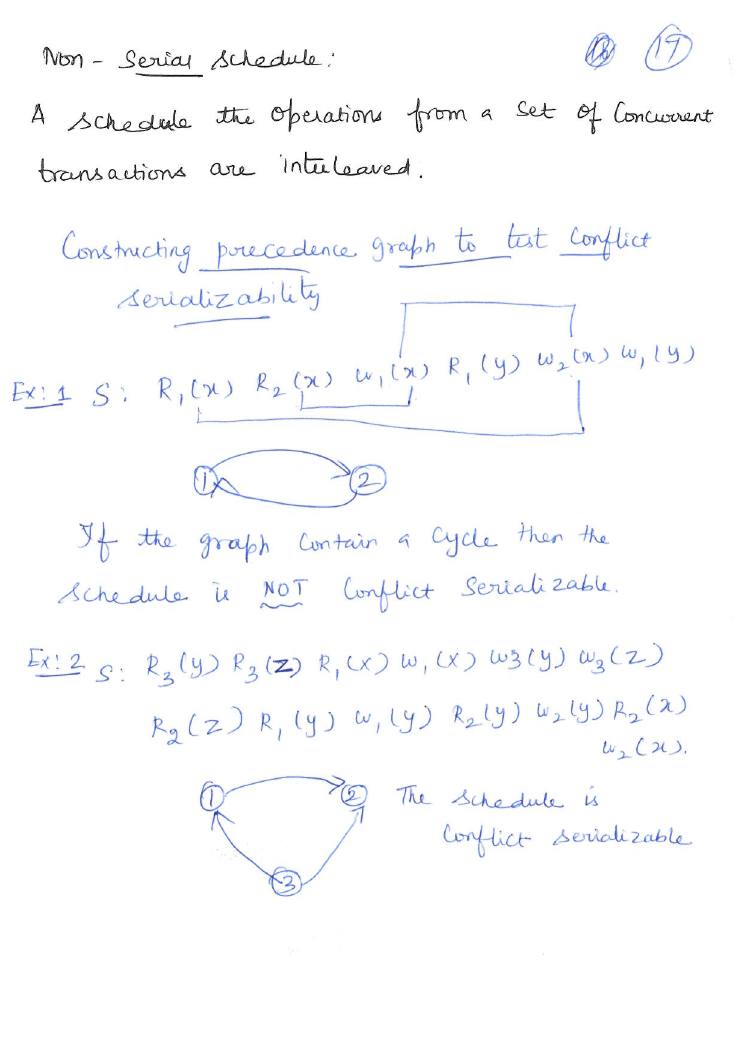 Non - Serial Schedule:
17
A schedule the operations from a set of Concurrent
transactions are interleaved.
Constructing precedence graph to test Conflict
serializability
Ex: 1 S: R₁(x) R₂(x) W₁(x) R₁(y) W₂(x) W₁(y)
1 2
If the graph Contain a Cycle then the
schedule is NOT Conflict Serializable.
Ex: 2 S: R₃(y) R₃(Z) R₁(x) W₁(x) W3(y) W₃(Z)
R₂(Z) R₁(y) W₁(y) R₂(y) W₂(y) R₂(x)
W₂(x).
1 2 The schedule is
Conflict serializable
3